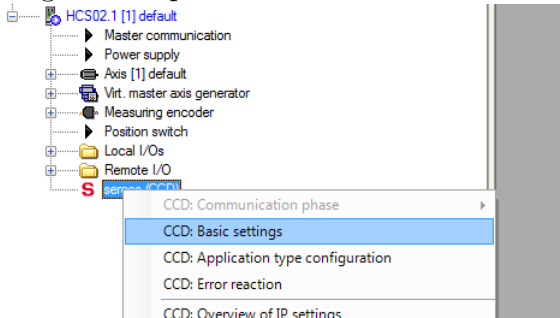 HCS02.1 [1] default
Master communication
Power supply
Axis [1] default
Virt. master axis generator
Measuring encoder
Position switch
Local I/Os
Remote I/O
S sercos (CCD)
CCD: Communication phase
CCD: Basic settings
CCD: Application type configuration
CCD: Error reaction
CCD: Overview of IP settings